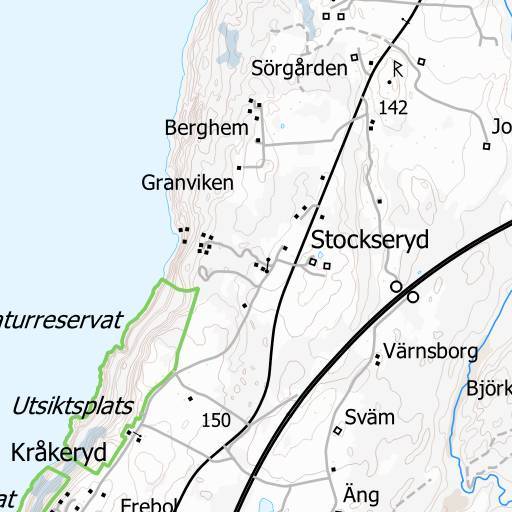 Sörgården
142
Berghem
Jo
Granviken
Stockseryd
aturreservat
Värnsborg
Björk
Utsiktsplats
150
Sväm
Kråkeryd
Äng
at
Frebol